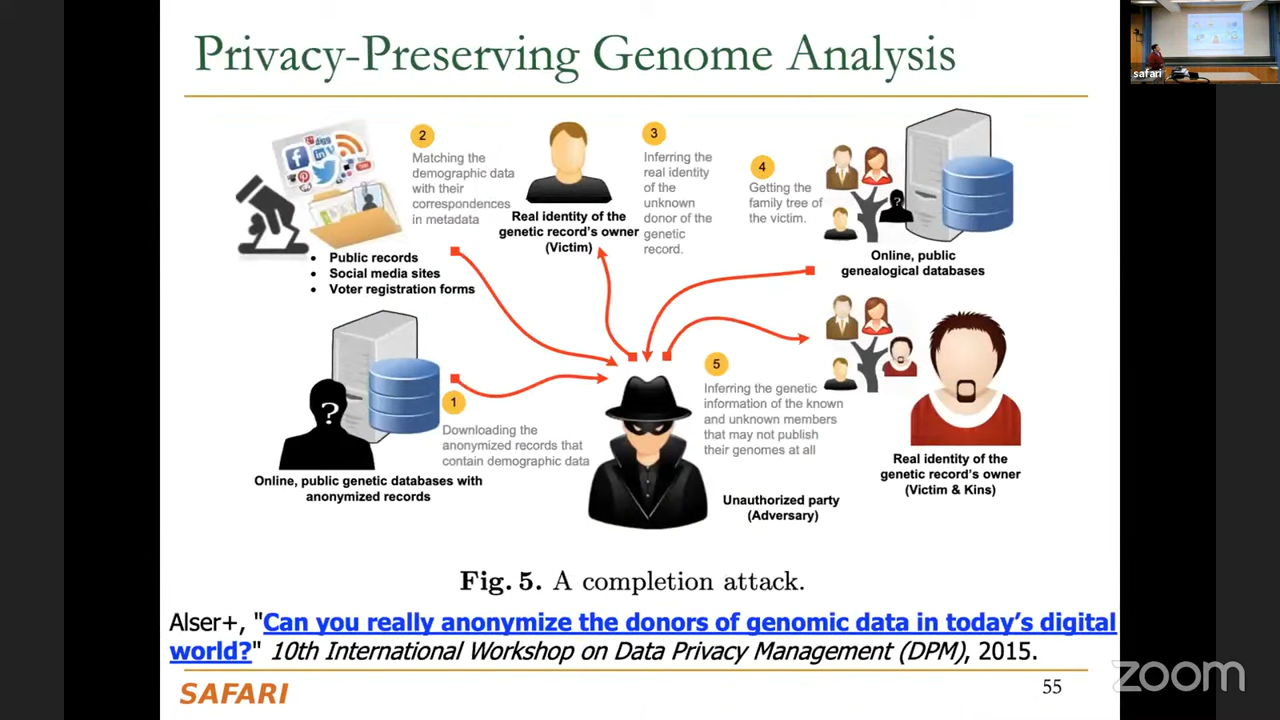 Privacy-Preserving Genome Analysis
safari
2
Matching the
demographic data
with their
correspondences
in metadata
Real identity of the
genetic record's owner
(Victim)
3
Inferring the
real identity
of the
unknown
donor of the
genetic
record.
4
Getting the
family tree of
the victim.
?
Online, public
genealogical databases
• Public records
• Social media sites
• Voter registration forms
?
1
Downloading the
anonymized records that
contain demographic data
Online, public genetic databases with
anonymized records
5
Inferring the genetic
information of the known
and unknown members
that may not publish
their genomes at all
Unauthorized party
(Adversary)
Real identity of the
genetic record's owner
(Victim & Kins)
Fig. 5. A completion attack.
Alser+, "Can you really anonymize the donors of genomic data in today's digital
world?" 10th International Workshop on Data Privacy Management (DPM), 2015.
SAFARI
55
zoom